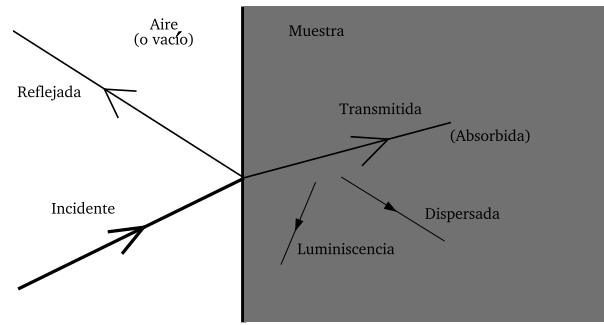 Aire
(o vacío)
Muestra
Reflejada
Transmitida
(Absorbida)
Incidente
Dispersada
Luminiscencia